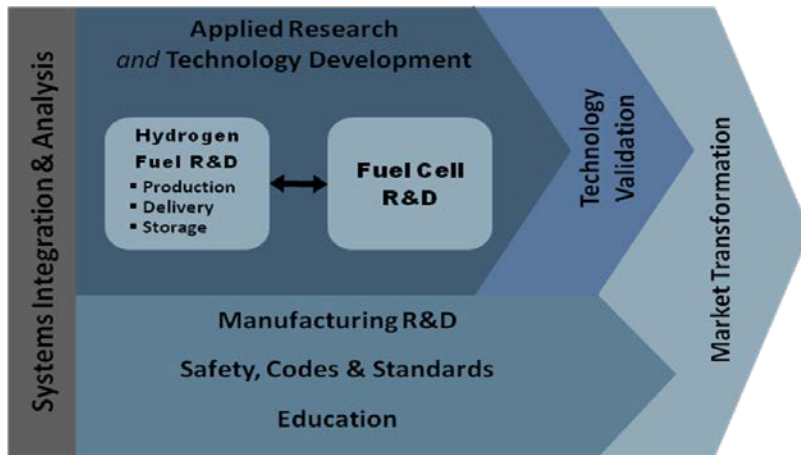 Systems Integration & Analysis
Applied Research
and Technology Development
Hydrogen
Fuel R&D
▪ Production
▪ Delivery
▪ Storage
Fuel Cell
R&D
Technology
Validation
Market Transformation
Manufacturing R&D
Safety, Codes & Standards
Education